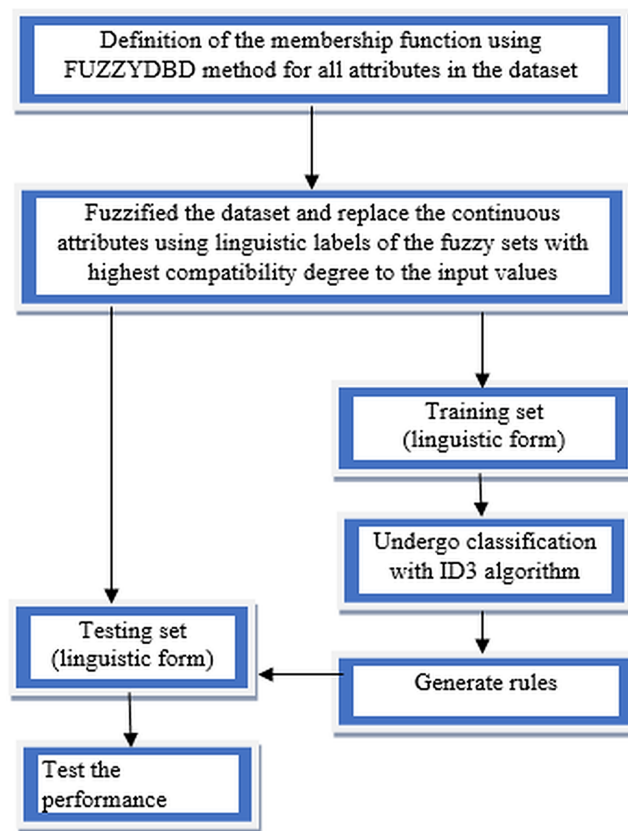 Definition of the membership function using
FUZZYDBD method for all attributes in the dataset
Fuzzified the dataset and replace the continuous
attributes using linguistic labels of the fuzzy sets with
highest compatibility degree to the input values
Training set
(linguistic form)
Undergo classification
with ID3 algorithm
Generate rules
Testing set
(linguistic form)
Test the
performance